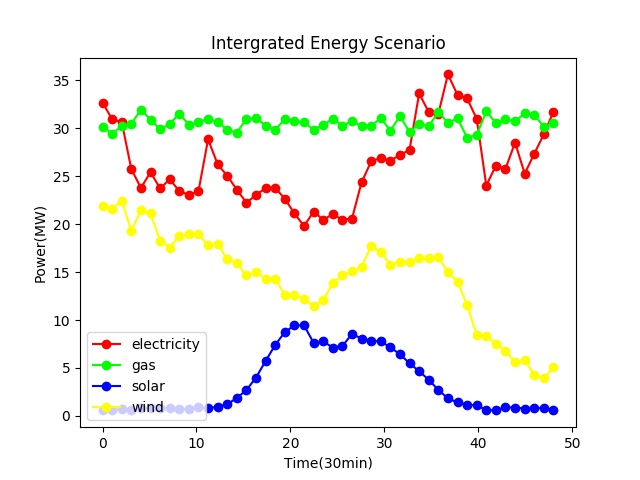 Intergrated Energy Scenario
Power(MW)
35
30
25
20
15
10
5
0
electricity
gas
solar
wind
0 10 20 30 40 50
Time(30min)